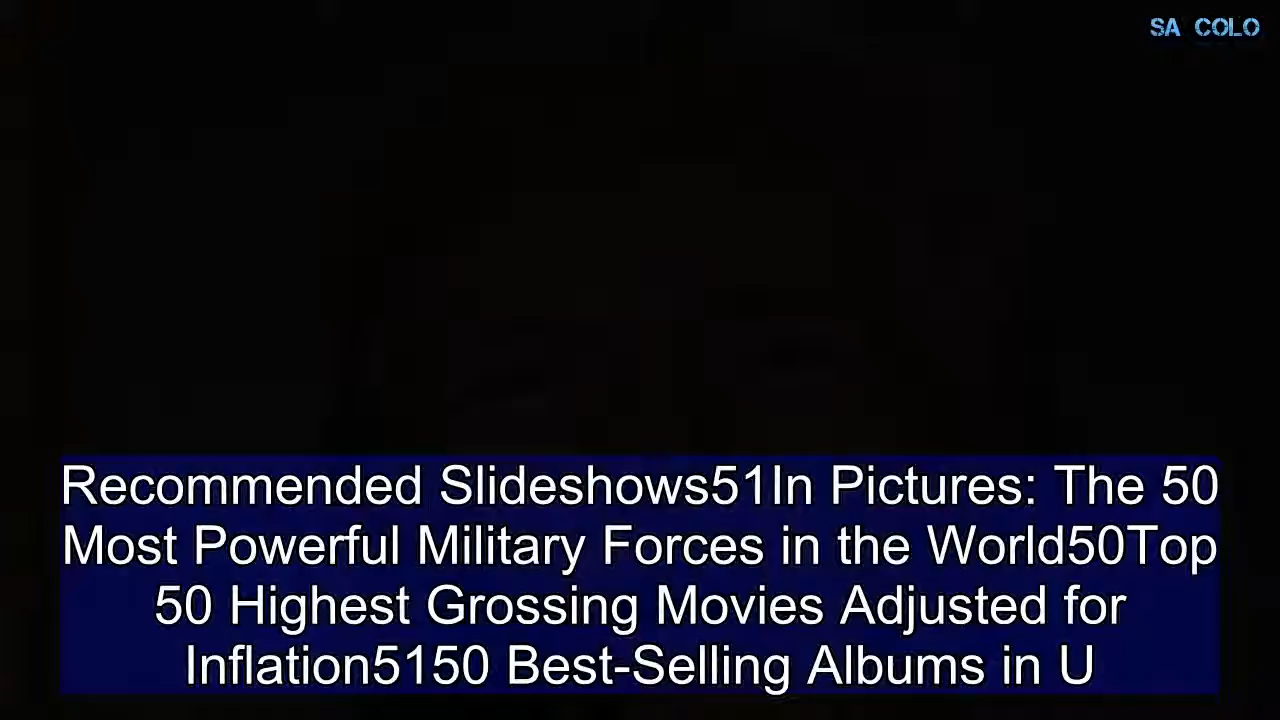 SA COLO
Recommended Slideshows51In Pictures: The 50
Most Powerful Military Forces in the World50Top
50 Highest Grossing Movies Adjusted for
Inflation5150 Best-Selling Albums in U